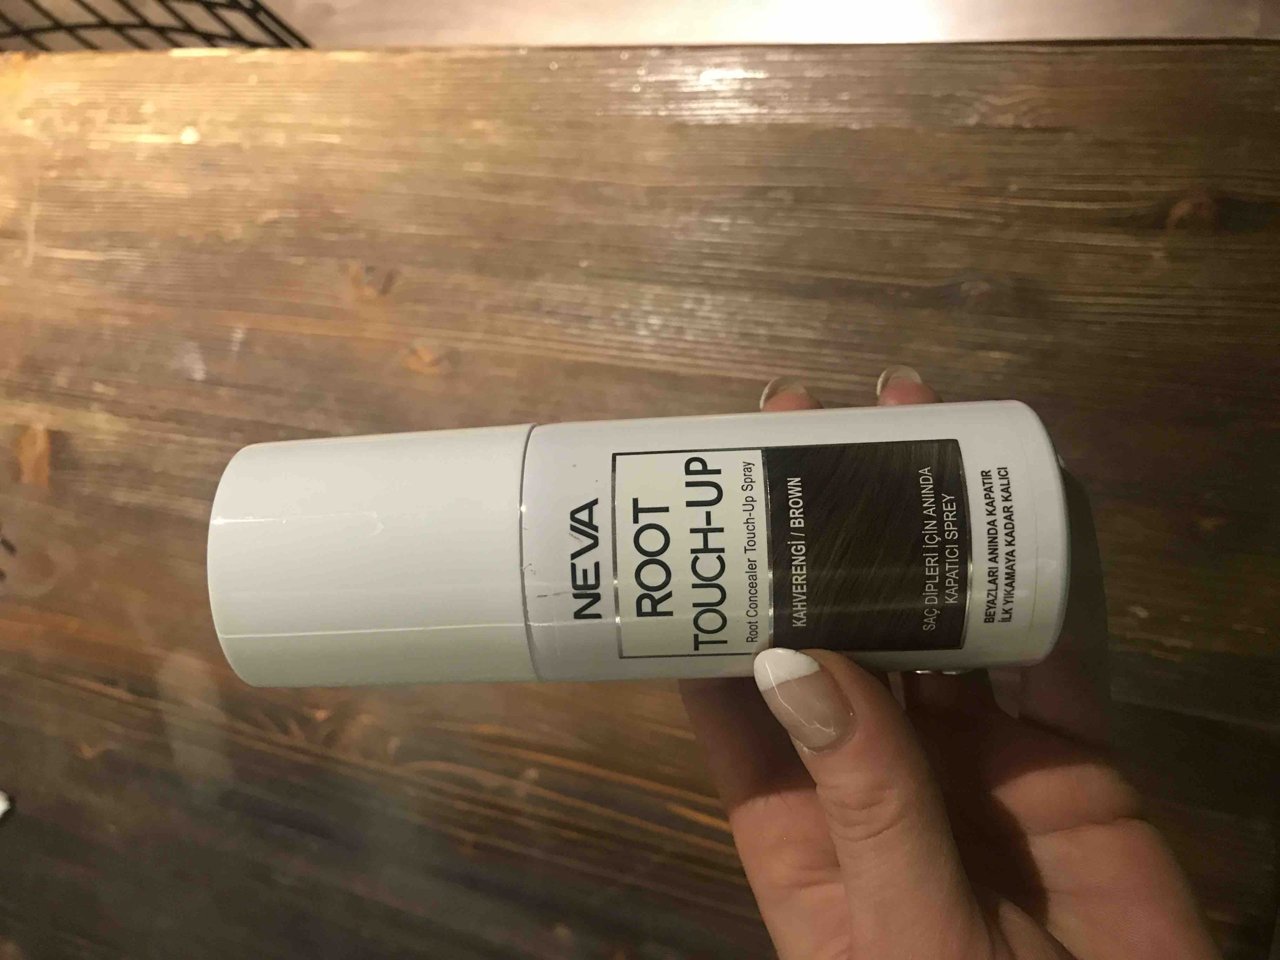 NEVA
ROOT
TOUCH-UP
Root Concealer Touch-Up Spray
KAHVERENGİ / BROWN
SAÇ DİPLERİ İÇİN ANINDA
KAPATICI SPREY
BEYAZLARI ANINDA KAPATIR
İLK YIKAMAYA KADAR KALICI